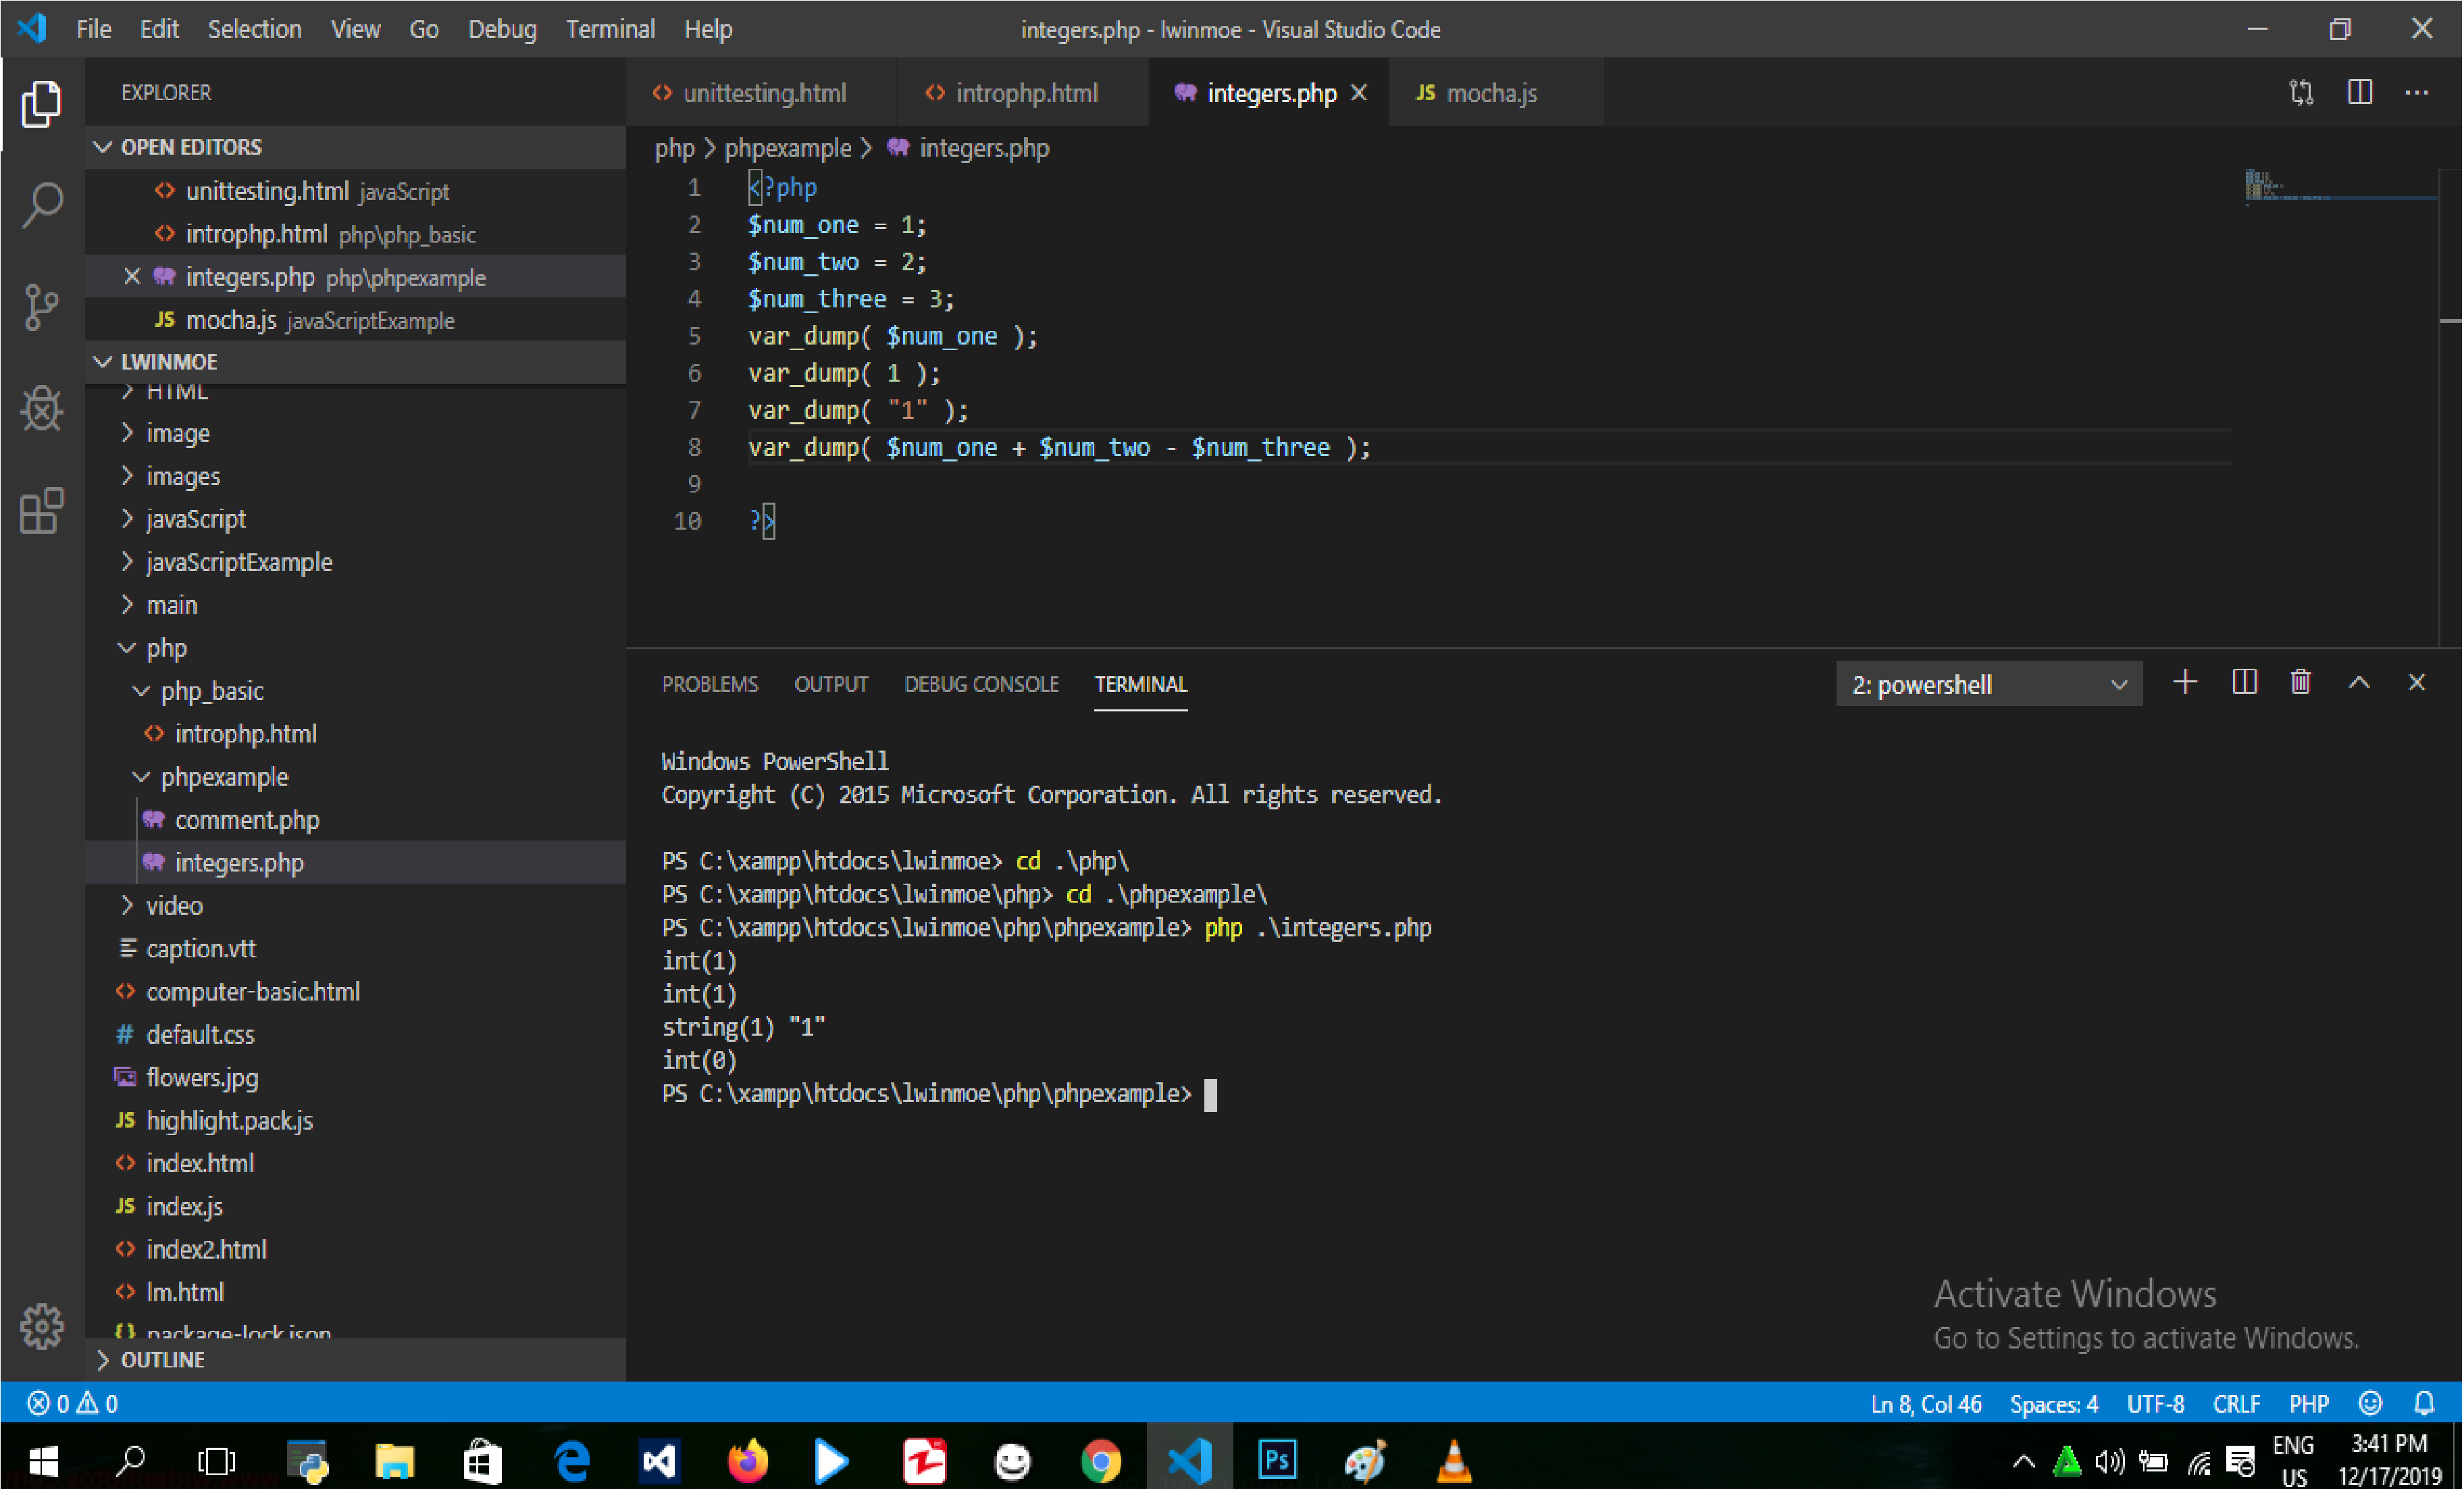 File Edit Selection View Go Debug Terminal Help
integers.php - lwinmoe - Visual Studio Code
EXPLORER
OPEN EDITORS
unittesting.html javaScript
introphp.html php\php_basic
integers.php php\phpexample
JS mocha.js javaScriptExample
LWINMOE
HTML
image
images
javaScript
javaScriptExample
main
php
php_basic
introphp.html
phpexample
comment.php
integers.php
video
caption.vtt
computer-basic.html
# default.css
flowers.jpg
JS highlight.pack.js
index.html
JS index.js
index2.html
lm.html
{} package-lock.json
OUTLINE
unittesting.html introphp.html integers.php JS mocha.js
php > phpexample > integers.php
1 <?php
2 $num_one = 1;
3 $num_two = 2;
4 $num_three = 3;
5 var_dump( $num_one );
6 var_dump( 1 );
7 var_dump( "1" );
8 var_dump( $num_one + $num_two - $num_three );
9
10 ?>
PROBLEMS OUTPUT DEBUG CONSOLE TERMINAL
2: powershell
Windows PowerShell
Copyright (C) 2015 Microsoft Corporation. All rights reserved.
PS C:\xampp\htdocs\lwinmoe> cd .\php\
PS C:\xampp\htdocs\lwinmoe\php> cd .\phpexample\
PS C:\xampp\htdocs\lwinmoe\php\phpexample> php .\integers.php
int(1)
int(1)
string(1) "1"
int(0)
PS C:\xampp\htdocs\lwinmoe\php\phpexample>
Activate Windows
Go to Settings to activate Windows.
0 0
Ln 8, Col 46 Spaces: 4 UTF-8 CRLF PHP
Ps
ENG
US
3:41 PM
12/17/2019